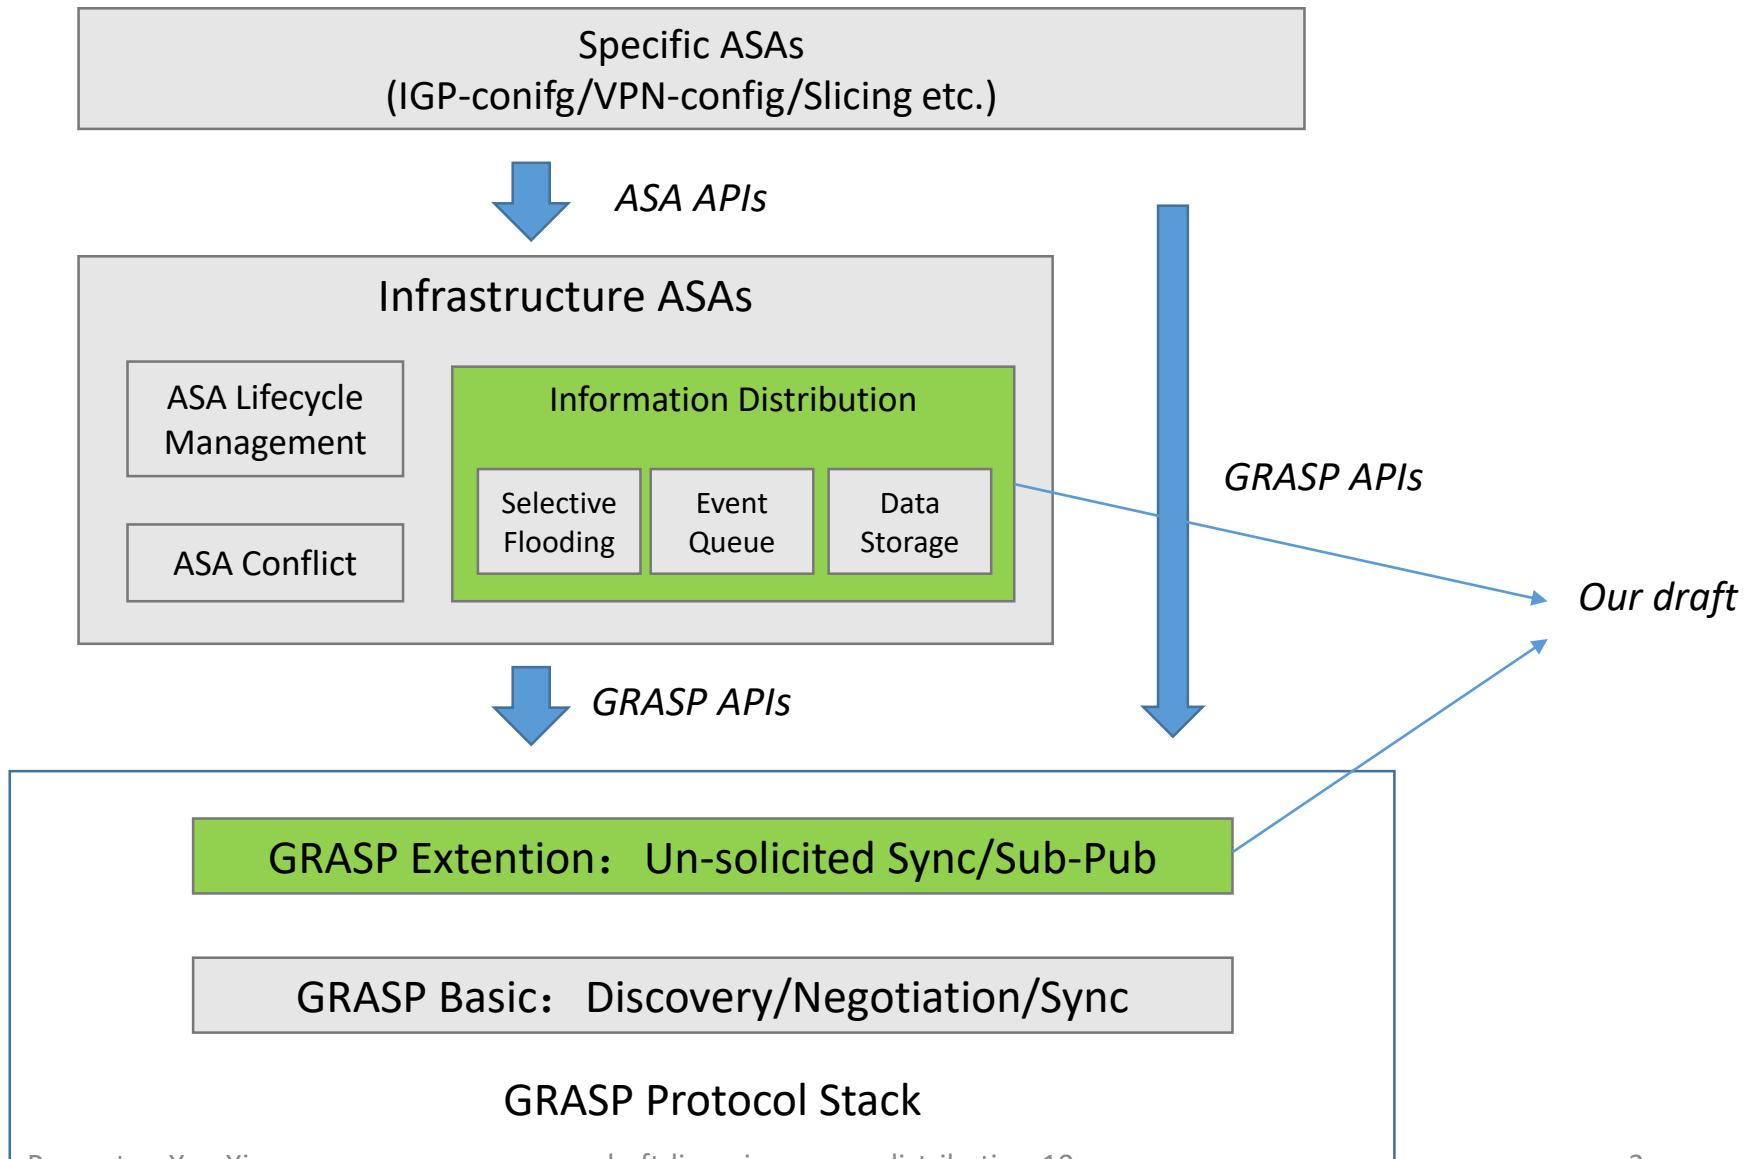 Specific ASAs
(IGP-conifg/VPN-config/Slicing etc.)
ASA APIs
Infrastructure ASAs
ASA Lifecycle
Management
ASA Conflict
Information Distribution
Selective
Flooding
Event
Queue
Data
Storage
GRASP APIs
Our draft
GRASP APIs
GRASP Extention： Un-solicited Sync/Sub-Pub
GRASP Basic： Discovery/Negotiation/Sync
GRASP Protocol Stack